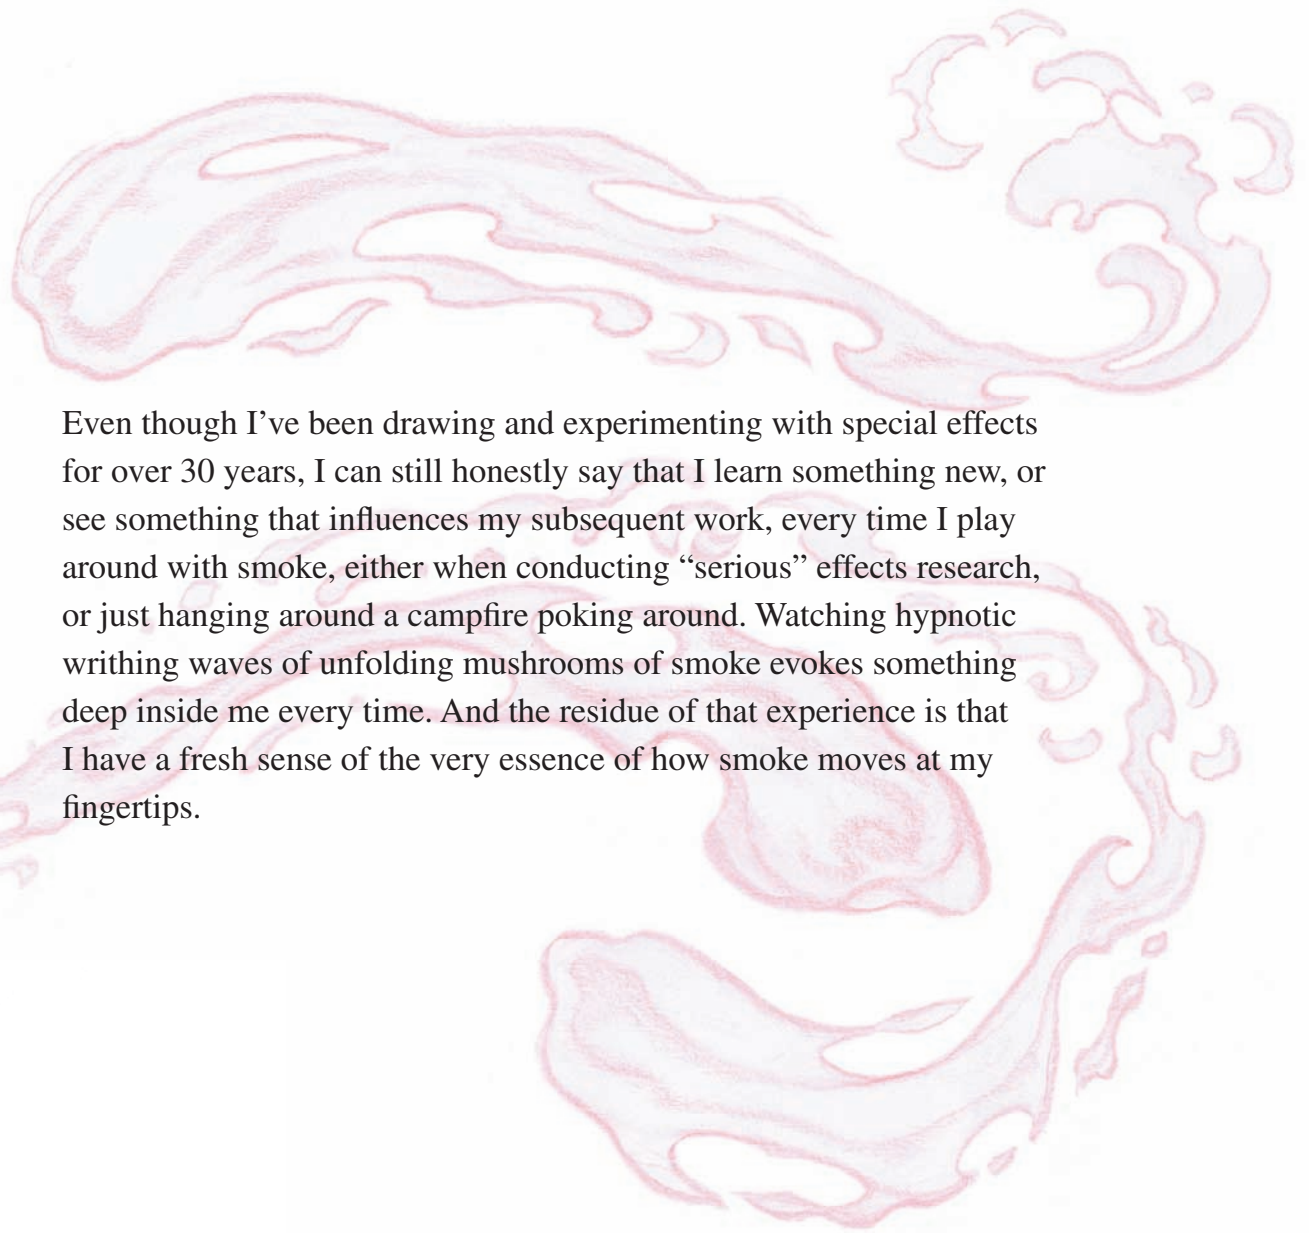 Even though I’ve been drawing and experimenting with special effects
for over 30 years, I can still honestly say that I learn something new, or
see something that influences my subsequent work, every time I play
around with smoke, either when conducting “serious” effects research,
or just hanging around a campfire poking around. Watching hypnotic
writhing waves of unfolding mushrooms of smoke evokes something
deep inside me every time. And the residue of that experience is that
I have a fresh sense of the very essence of how smoke moves at my
fingertips.